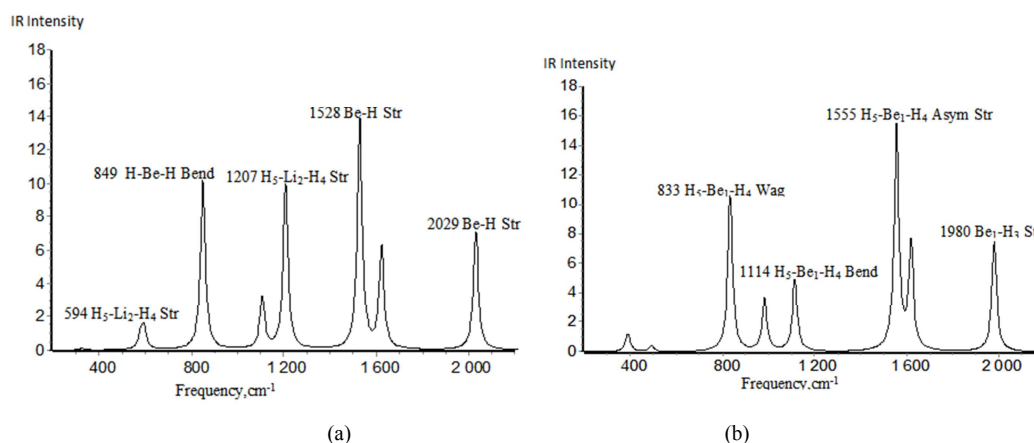 IR Intensity
18
16
14
12
10
8
6
4
2
0
1528 Be-H Str
849 H-Be-H Bend
1207 H₅-Li₂-H₄ Str
2029 Be-H Str
594 H₅-Li₂-H₄ Str
400
800
1 200
1 600
2 000
Frequency,cm⁻¹
(a)
IR Intensity
18
16
14
12
10
8
6
4
2
0
1555 H₅-Be₁-H₄ Asym Str
833 H₅-Be₁-H₄ Wag
1980 Be₁-H₃ St
1114 H₅-Be₁-H₄ Bend
400
800
1 200
1 600
2 000
Frequency,cm⁻¹
(b)